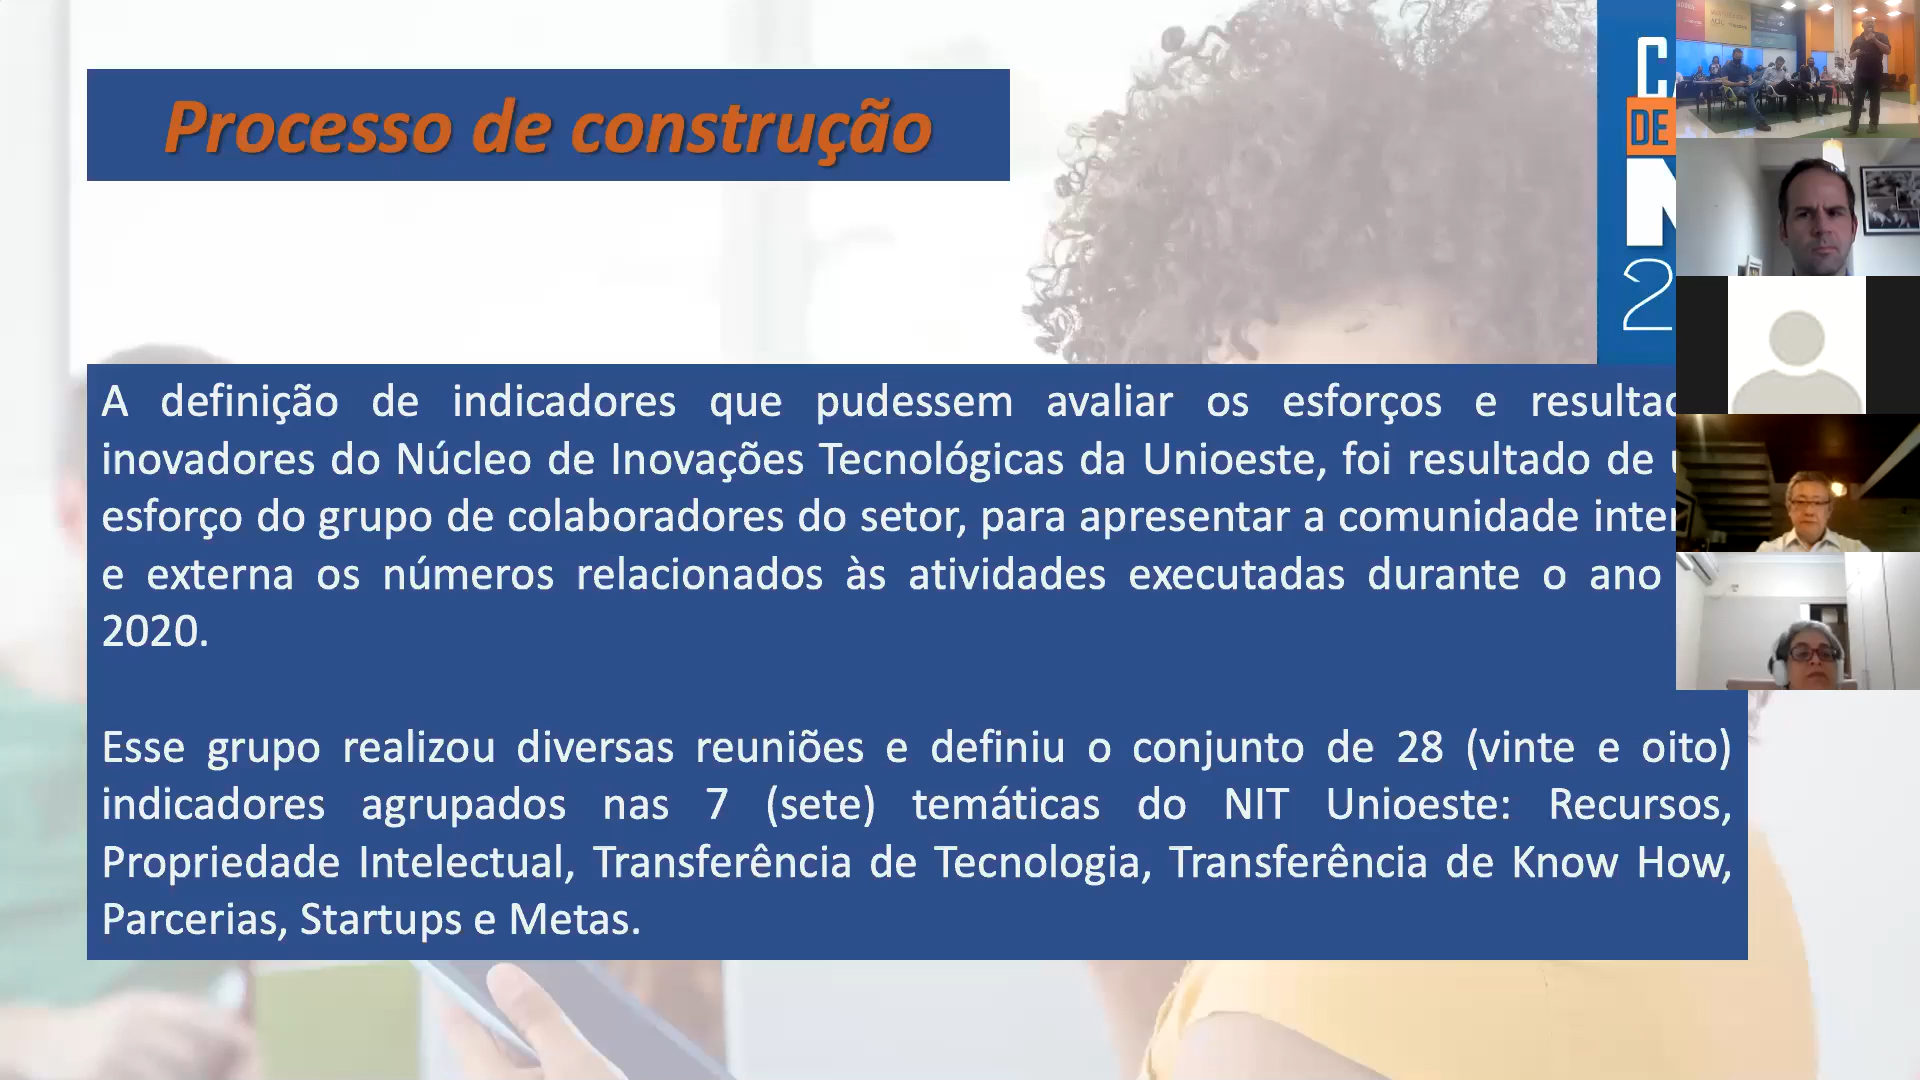 Processo de construção
DE
2
A definição de indicadores que pudessem avaliar os esforços e
inovadores do Núcleo de Inovações Tecnológicas da Unioeste, foi resultado de
esforço do grupo de colaboradores do setor, para apresentar a comunidade
e externa os números relacionados às atividades executadas durante o ano
2020.
Esse grupo realizou diversas reuniões e definiu o conjunto de 28 (vinte e oito)
indicadores agrupados nas 7 (sete) temáticas do NIT Unioeste: Recursos,
Propriedade Intelectual, Transferência de Tecnologia, Transferência de Know How,
Parcerias, Startups e Metas.